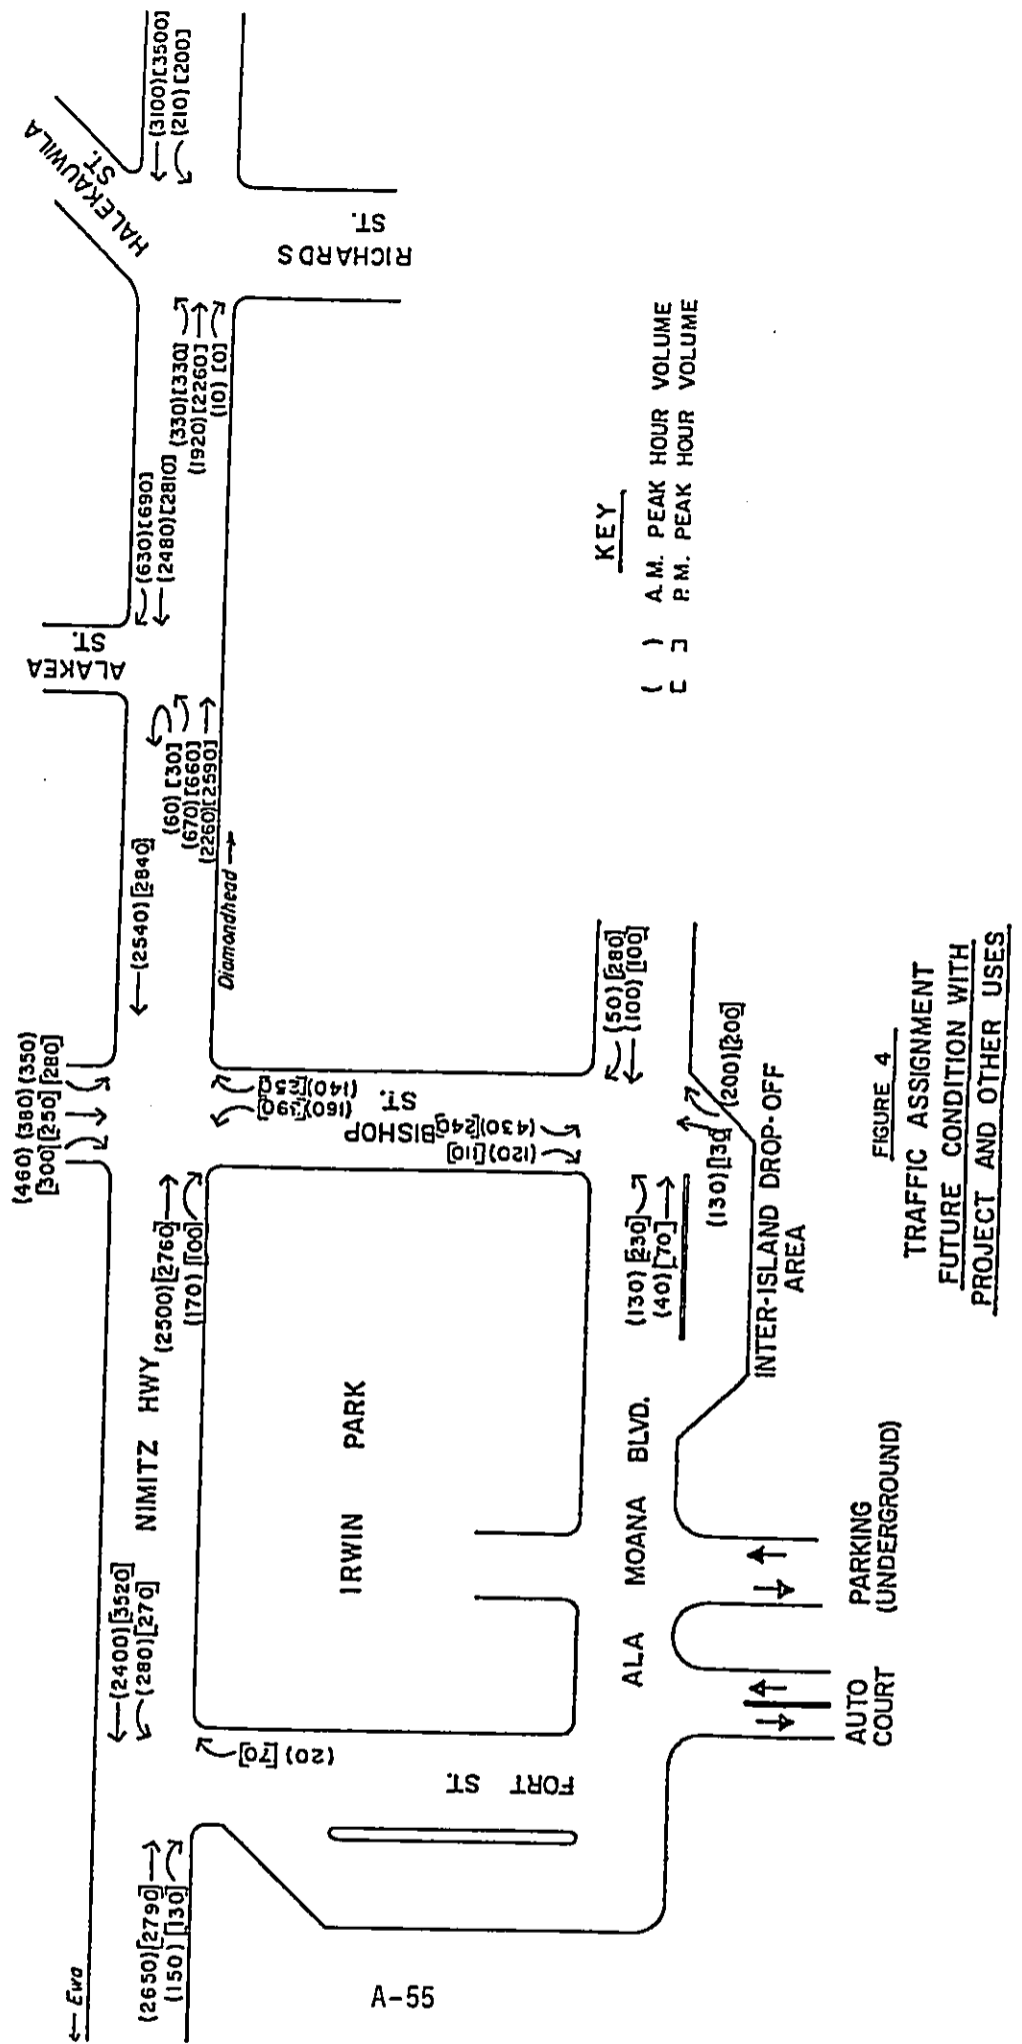 ← Ewa
(2650)[2790]
(150) [130]
(2400)[3520]
(280)[270]
NIMITZ HWY
(2500)[2760]
(170) [100]
(460) (380) (350)
[300] [250] [280]
(2540)[2840]
Diamondhead →
(60) [30]
(670)[660]
(2260)[2590]
ALAKEA
ST.
(630)[690]
(2480)[2810]
(330)[330]
(1920)[2260]
(10) [0]
HALEKAUWILA
ST.
(3100)[3500]
(210) [200]
RICHARDS
ST.
(20) [70]
FORT ST.
IRWIN PARK
BISHOP
ST.
(160)[390]
(140)[250]
(120) [110]
(430)[240]
(50) [280]
(100) [100]
(130) [230]
(40) [70]
(130)[130]
(200)[200]
ALA MOANA BLVD.
INTER-ISLAND DROP-OFF
AREA
AUTO
COURT
PARKING
(UNDERGROUND)
KEY
( ) A.M. PEAK HOUR VOLUME
[ ] P.M. PEAK HOUR VOLUME
FIGURE 4
TRAFFIC ASSIGNMENT
FUTURE CONDITION WITH
PROJECT AND OTHER USES
A-55